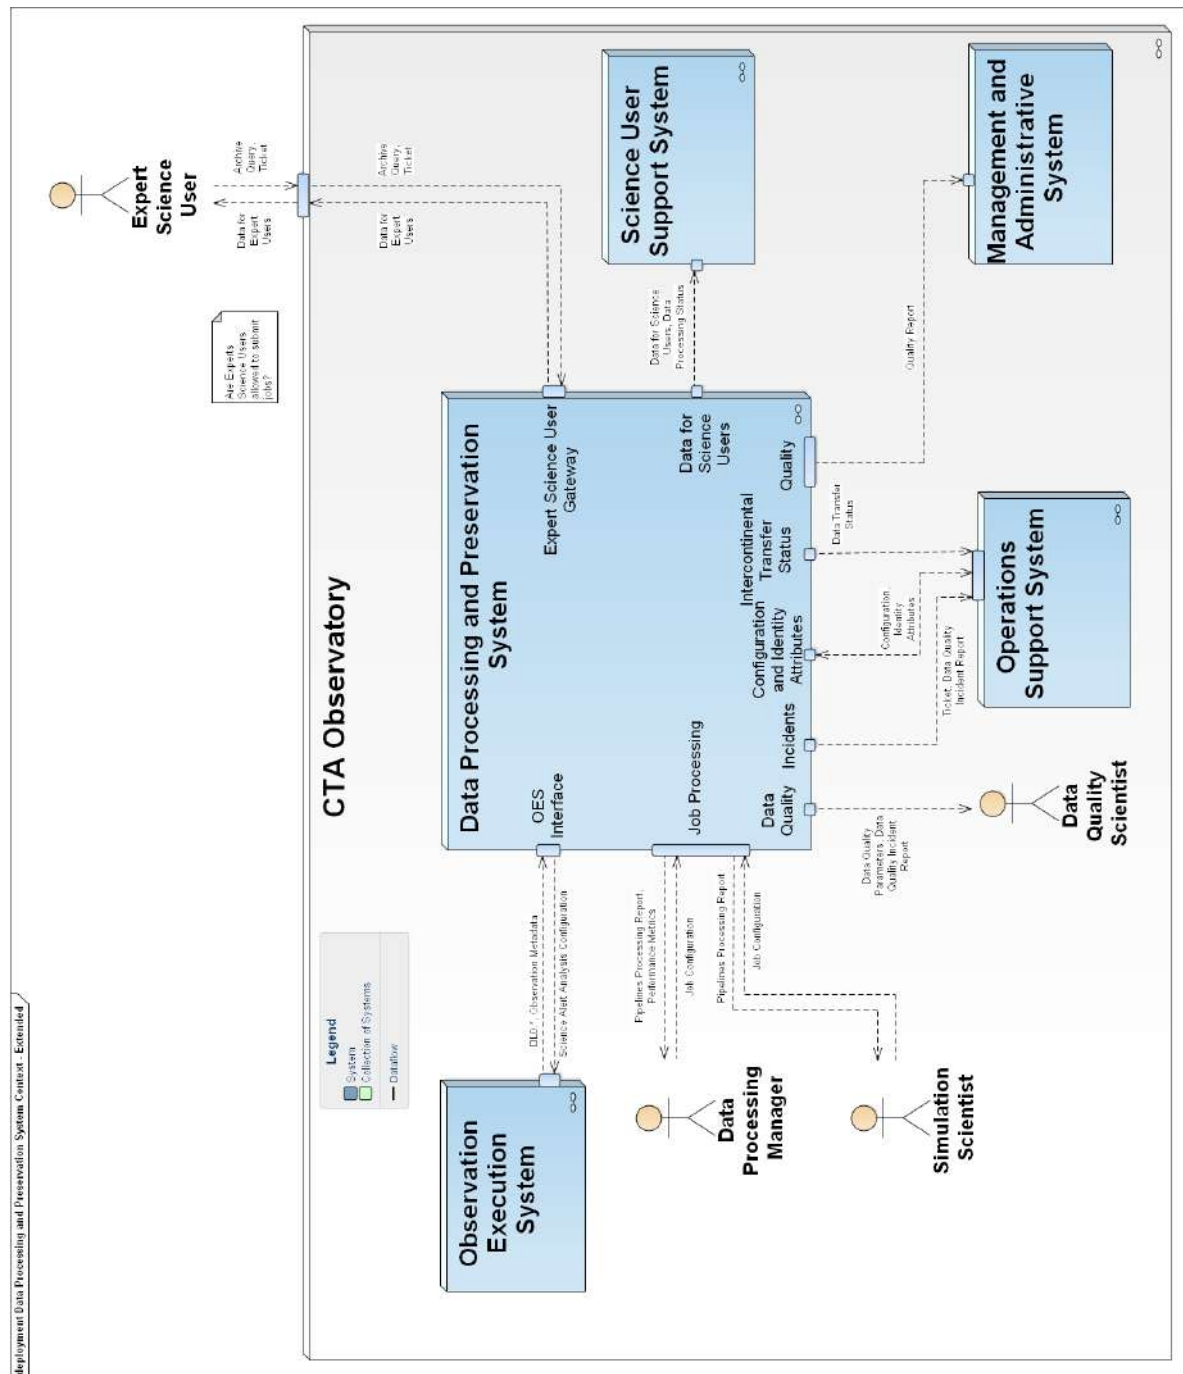 deployment Data Processing and Preservation System Context - Extended
CTA Observatory
Legend
System
Collection of Systems
Dataflow
Expert
Science
User
Archive
Query,
Ticket
Data for
Expert
Users
Archive
Query,
Ticket
Data for
Expert
Users
Are Experts
Science Users
allowed to submit
jobs?
Observation
Execution
System
DL0*, Observation Metadata
Science Alert Analysis Configuration
Data Processing and Preservation
System
OES
Interface
Expert Science User
Gateway
Job Processing
Data for
Science
Users
Data
Quality
Incidents
Configuration
and Identity
Attributes
Intercontinental
Transfer
Status
Quality
Science User
Support System
Data for Science
Users, Data
Processing Status
Pipelines Processing Report,
Performance Metrics
Job Configuration
Pipelines Processing Report
Job Configuration
Data
Processing
Manager
Simulation
Scientist
Data Quality
Parameters, Data
Quality Incident
Report
Data
Quality
Scientist
Ticket, Data Quality
Incident Report
Configuration,
Identity
Attributes
Data Transfer
Status
Operations
Support System
Quality Report
Management and
Administrative
System